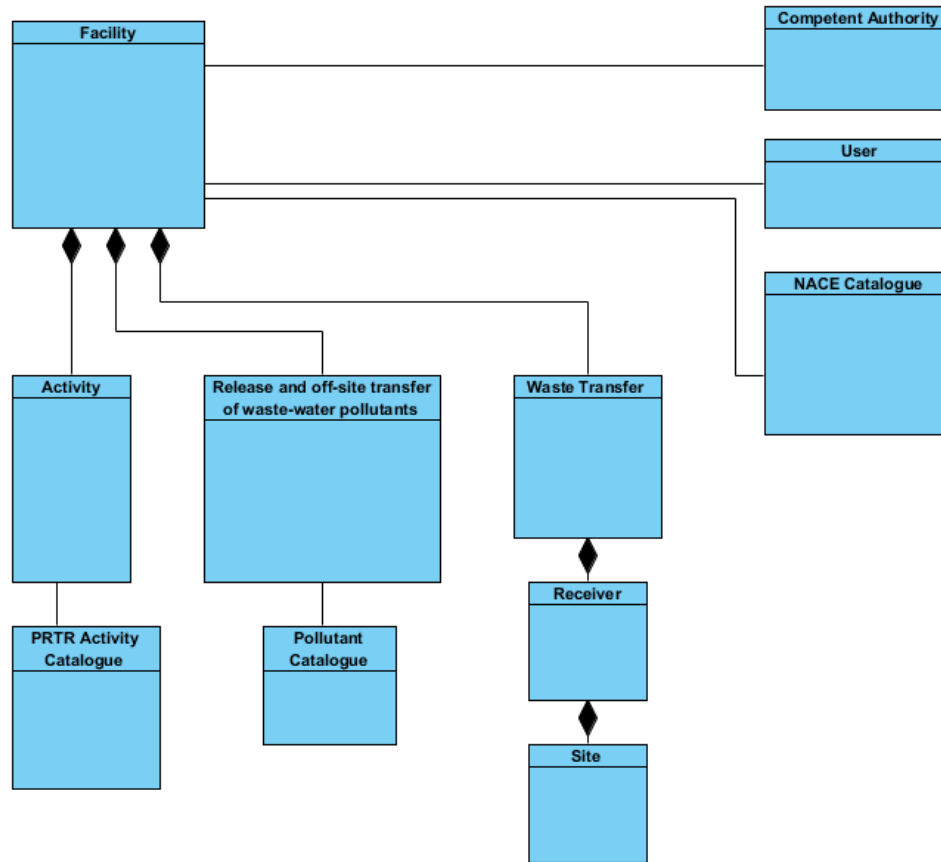 Facility
Competent Authority
User
NACE Catalogue
Activity
Release and off-site transfer
of waste-water pollutants
Waste Transfer
Receiver
PRTR Activity
Catalogue
Pollutant
Catalogue
Site